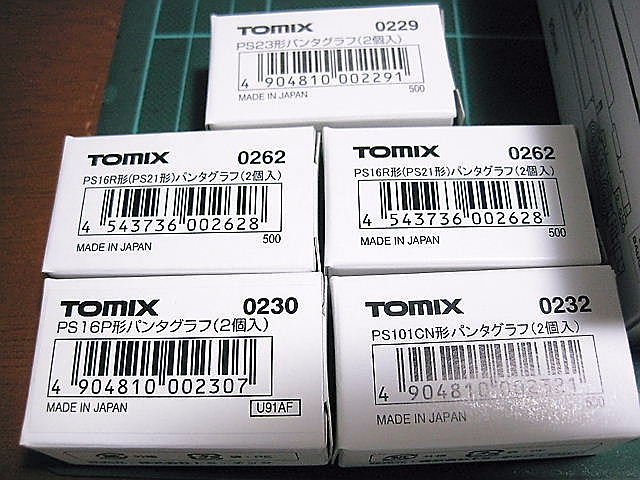 TOMIX 0229
PS23形パンタグラフ(2個入)
4 904810 002291
MADE IN JAPAN 500
TOMIX 0262
PS16R形(PS21形)パンタグラフ(2個入)
4 543736 002628
MADE IN JAPAN 500
TOMIX 0262
PS16R形(PS21形)パンタグラフ(2個入)
4 543736 002628
MADE IN JAPAN 500
TOMIX 0230
PS16P形パンタグラフ(2個入)
4 904810 002307
MADE IN JAPAN U91AF
TOMIX 0232
PS101CN形パンタグラフ(2個入)
4 904810 002321
MADE IN JAPAN 500